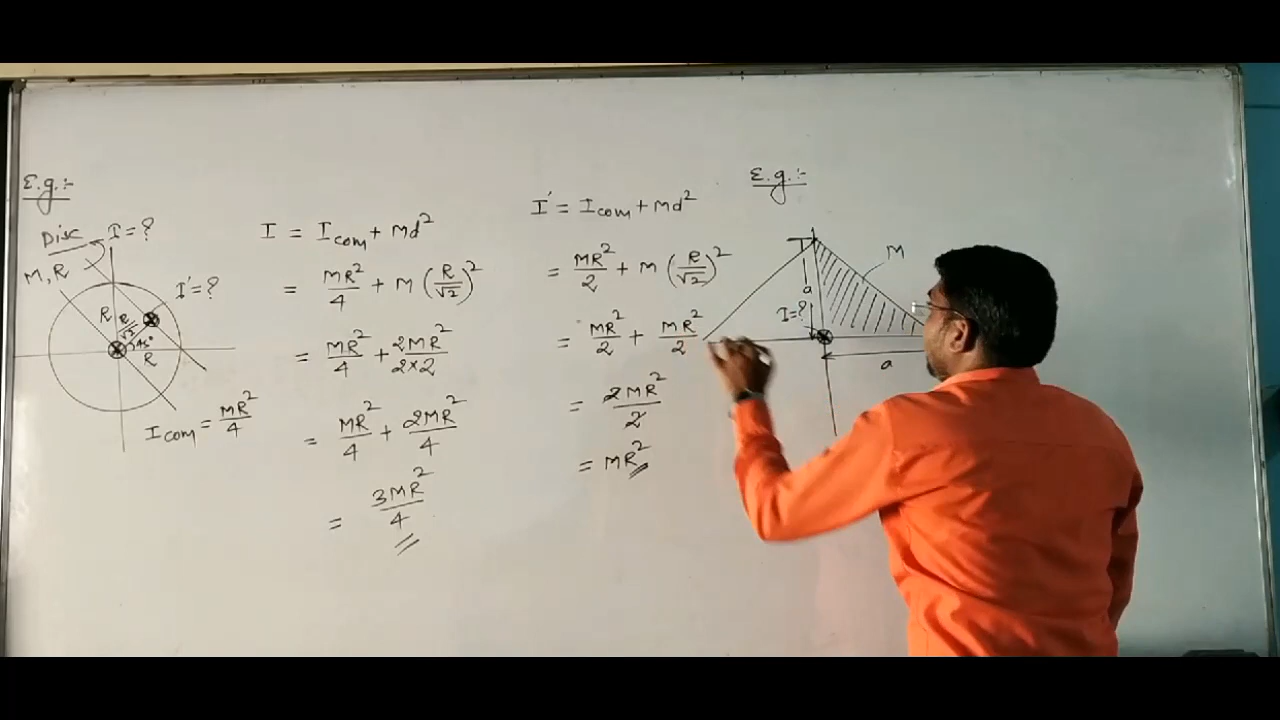 E.g.:-
Disc
M, R
I = ?
I' = ?
R
R/√2
45°
R
I_COM = MR²/4
I = I_COM + Md²
= MR²/4 + M (R/√2)²
= MR²/4 + 2MR²/2×2
= MR²/4 + 2MR²/4
= 3MR²/4
I' = I_COM + Md²
= MR²/2 + M (R/√2)²
= MR²/2 + MR²/2
= 2MR²/2
= MR²
E.g.:-
M
a
I = ?
a